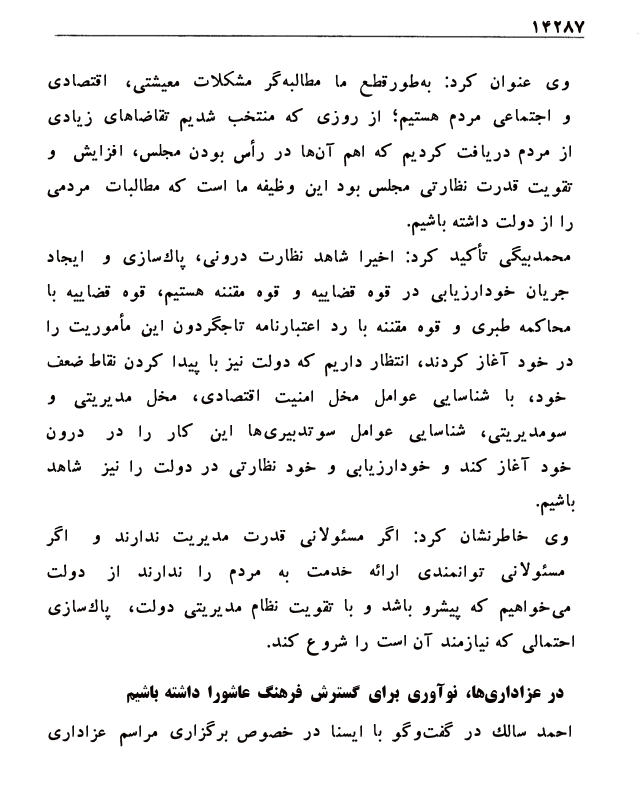 ۱۴۲۸۷
وی عنوان کرد: به‌طورقطع ما مطالبه‌گر مشکلات معیشتی، اقتصادی
و اجتماعی مردم هستیم؛ از روزی که منتخب شدیم تقاضاهای زیادی
از مردم دریافت کردیم که اهم آن‌ها در رأس بودن مجلس، افزایش و
تقویت قدرت نظارتی مجلس بود این وظیفه ما است که مطالبات مردمی
را از دولت داشته باشیم.
محمدبیگی تأکید کرد: اخیرا شاهد نظارت درونی، پاك‌سازی و ایجاد
جریان خودارزیابی در قوه قضاییه و قوه مقننه هستیم، قوه قضاییه با
محاکمه طبری و قوه مقننه با رد اعتبارنامه تاجگردون این مأموریت را
در خود آغاز کردند، انتظار داریم که دولت نیز با پیدا کردن نقاط ضعف
خود، با شناسایی عوامل مخل امنیت اقتصادی، مخل مدیریتی و
سومدیریتی، شناسایی عوامل سوتدبیری‌ها این کار را در درون
خود آغاز کند و خودارزیابی و خود نظارتی در دولت را نیز شاهد
باشیم.
وی خاطرنشان کرد: اگر مسئولانی قدرت مدیریت ندارند و اگر
مسئولانی توانمندی ارائه خدمت به مردم را ندارند از دولت
می‌خواهیم که پیشرو باشد و با تقویت نظام مدیریتی دولت، پاك‌سازی
احتمالی که نیازمند آن است را شروع کند.
در عزاداری‌ها، نوآوری برای گسترش فرهنگ عاشورا داشته باشیم
احمد سالك در گفت‌وگو با ایسنا در خصوص برگزاری مراسم عزاداری